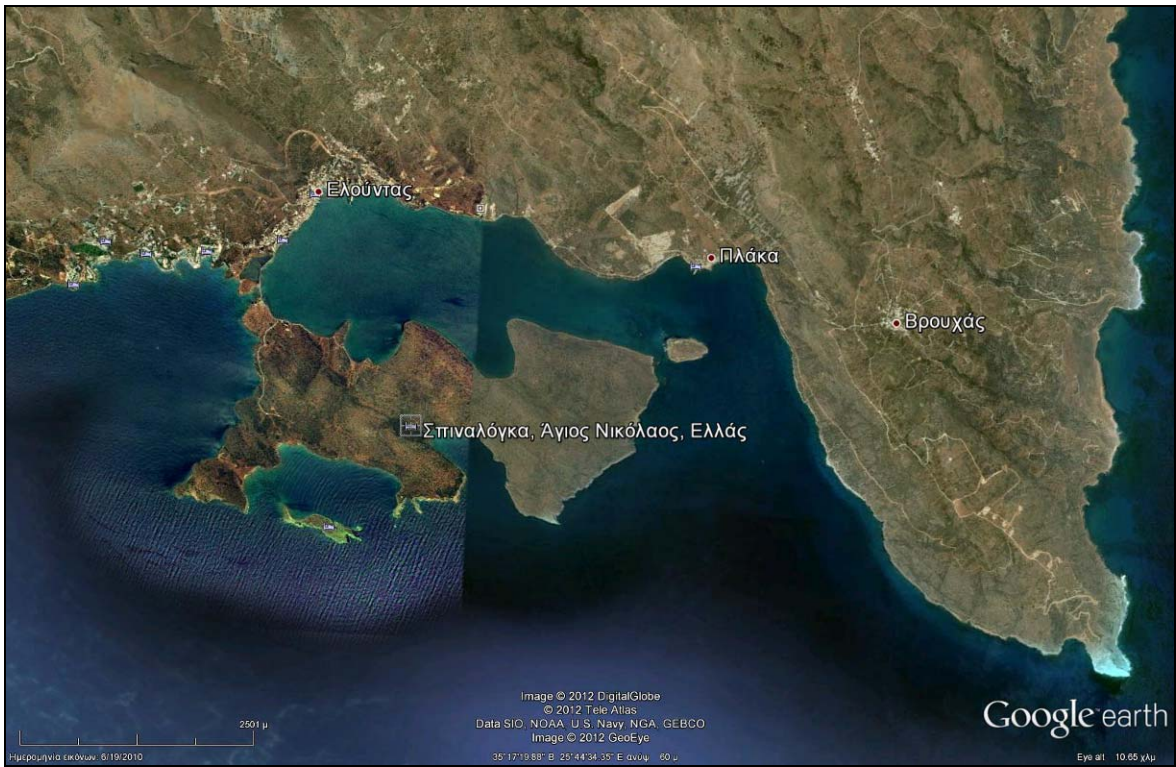 Ελούντας
Πλάκα
Βρουχάς
Σπιναλόγκα, Άγιος Νικόλαος, Ελλάς
Image © 2012 DigitalGlobe
© 2012 Tele Atlas
Data SIO, NOAA, U.S. Navy, NGA, GEBCO
Image © 2012 GeoEye
Google earth
2501 μ
Ημερομηνία εικόνων: 6/19/2010
35°17'19.88" Β 25°44'34.35" Ε ανύψ. 60 μ
Eye alt 10.65 χλμ